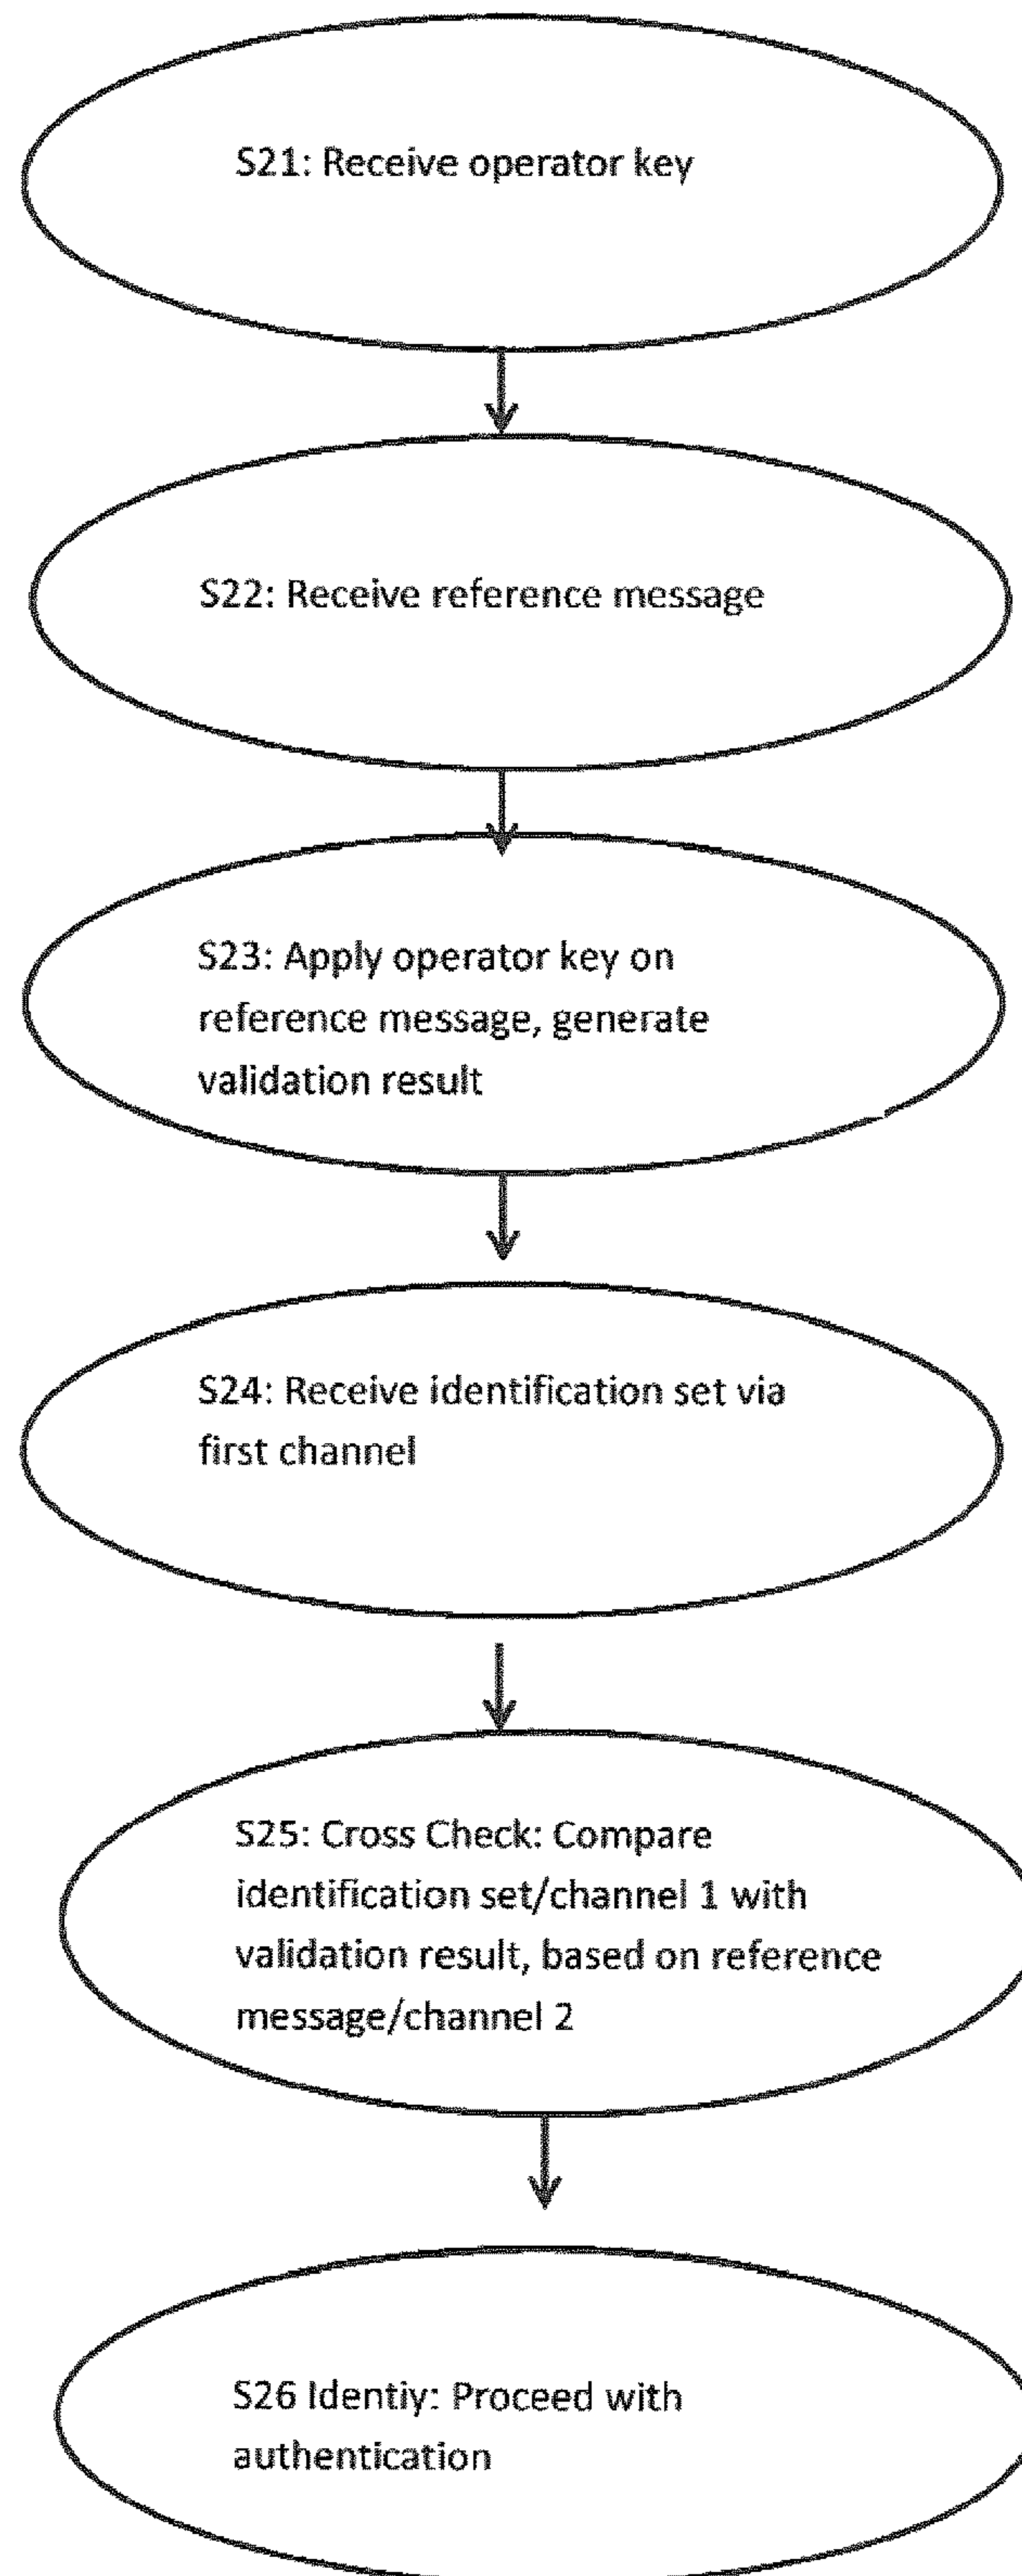 S21: Receive operator key
S22: Receive reference message
S23: Apply operator key on
reference message, generate
validation result
S24: Receive identification set via
first channel
S25: Cross Check: Compare
identification set/channel 1 with
validation result, based on reference
message/channel 2
S26 Identiy: Proceed with
authentication